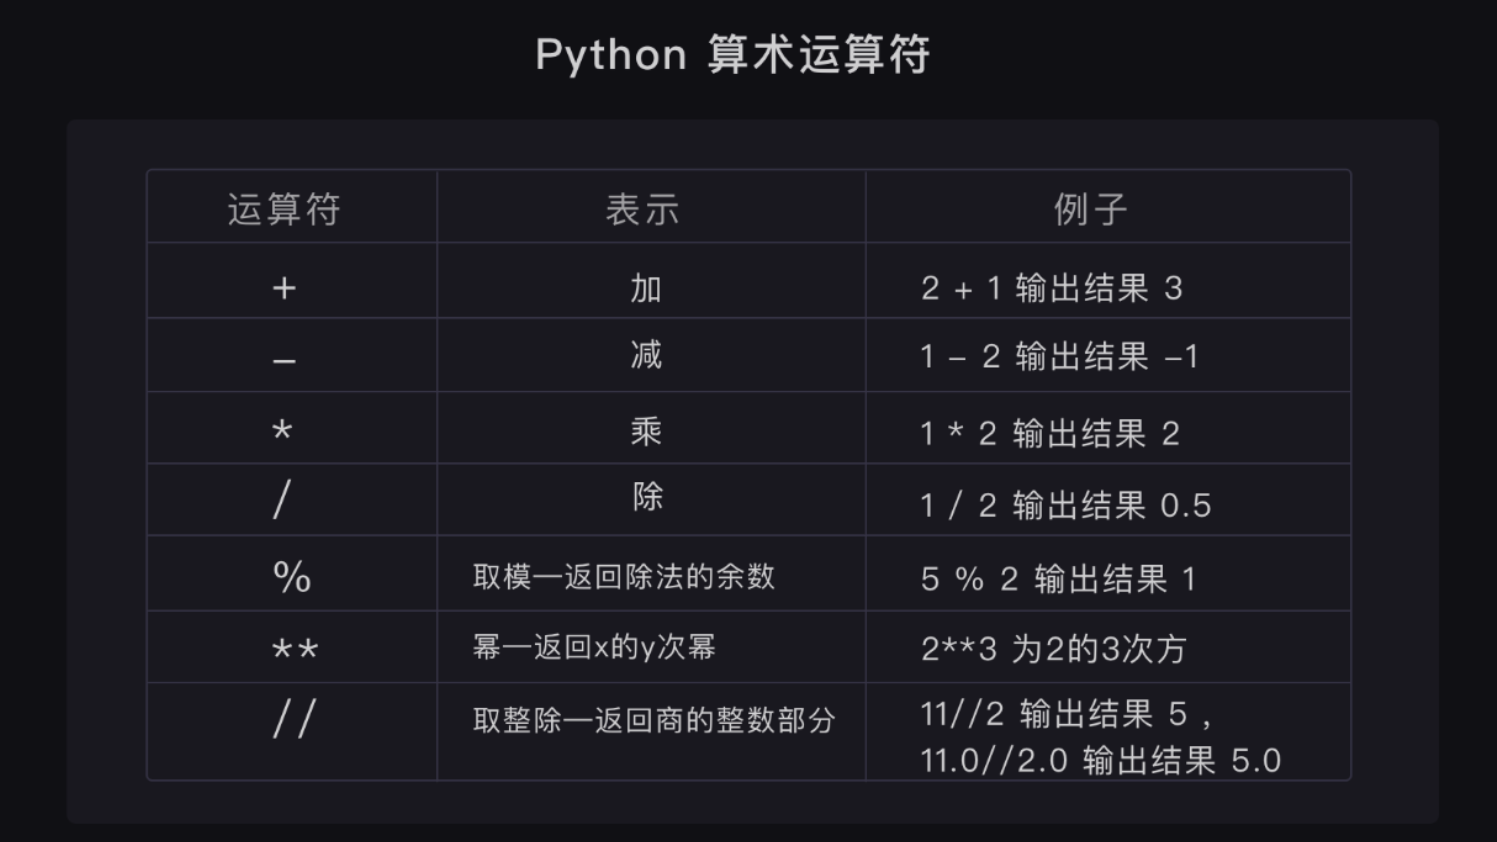 Python 算术运算符
运算符 表示 例子
+ 加 2 + 1 输出结果 3
– 减 1 – 2 输出结果 –1
* 乘 1 * 2 输出结果 2
/ 除 1 / 2 输出结果 0.5
% 取模—返回除法的余数 5 % 2 输出结果 1
** 幂—返回x的y次幂 2**3 为2的3次方
// 取整除—返回商的整数部分 11//2 输出结果 5 ,
11.0//2.0 输出结果 5.0